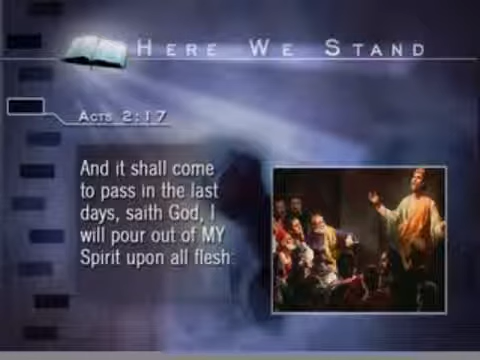 HERE WE STAND
ACTS 2:17
And it shall come
to pass in the last
days, saith God, I
will pour out of MY
Spirit upon all flesh: